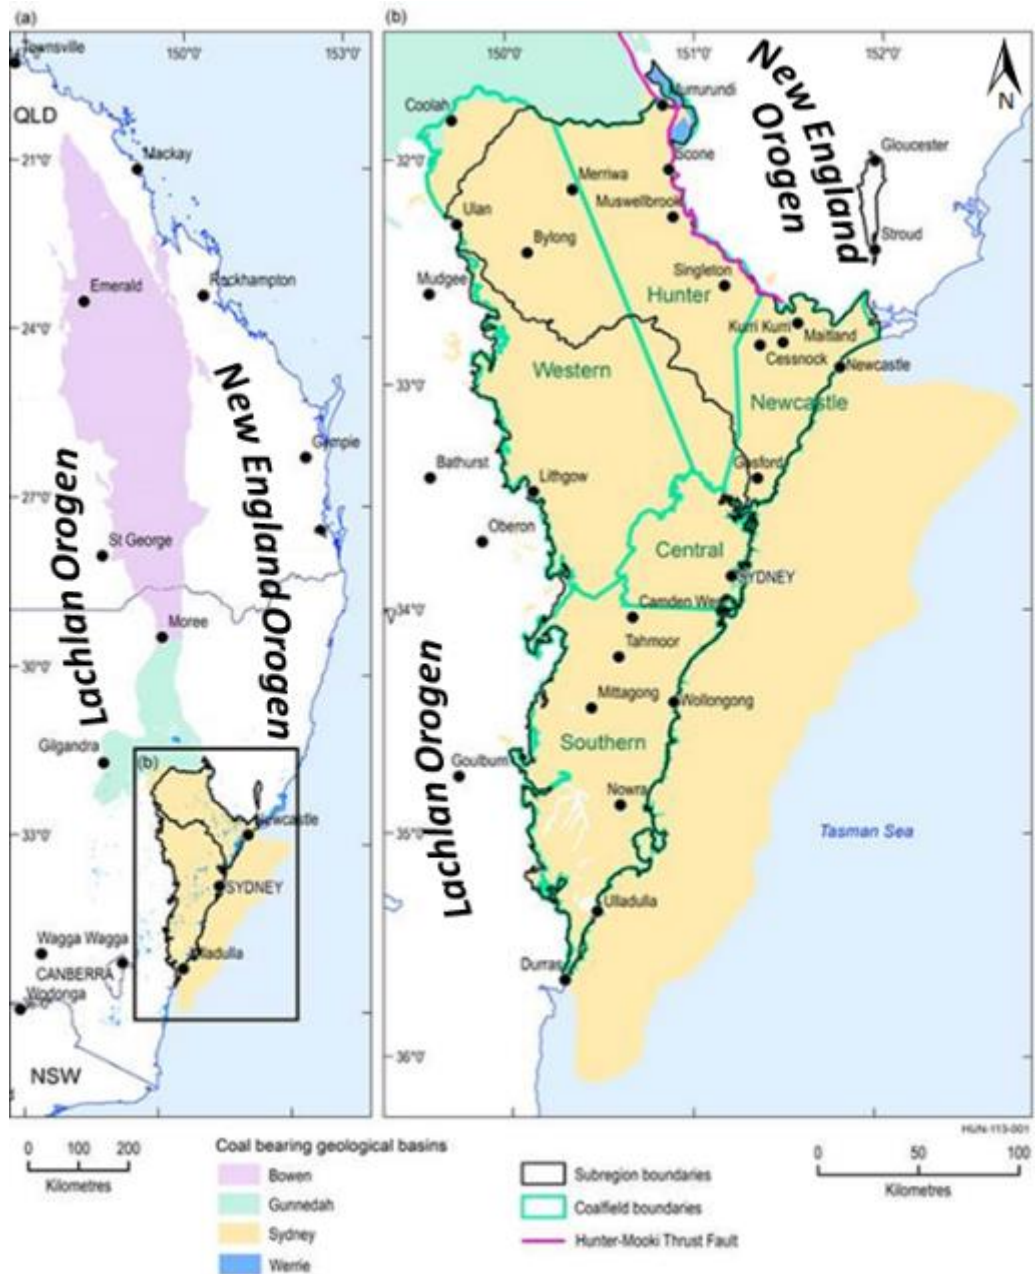 (a)
150°0'
153°0'
Townsville
QLD
21°0'
Mackay
Emerald
Rockhampton
24°0'
New England Orogen
Gympie
Lachlan Orogen
27°0'
St George
Moree
30°0'
Gilgandra
(b)
Newcastle
33°0'
SYDNEY
Wagga Wagga
Ulladulla
CANBERRA
Wodonga
NSW
(b)
150°0'
151°0'
152°0'
New England
Orogen
N
Murrurundi
Coolah
Gloucester
32°0'
Scone
Merriwa
Muswellbrook
Ulan
Stroud
Bylong
Singleton
Mudgee
Hunter
Kurri Kurri
Maitland
Cessnock
Newcastle
Western
33°0'
Newcastle
Bathurst
Gosford
Lithgow
Oberon
Central
SYDNEY
34°0'
Camden West
Tahmoor
Lachlan Orogen
Mittagong
Wollongong
Southern
Goulburn
Nowra
35°0'
Tasman Sea
Ulladulla
Durras
36°0'
HUN-113-001
0 100 200
Kilometres
Coal bearing geological basins
Bowen
Gunnedah
Sydney
Werrie
Subregion boundaries
Coalfield boundaries
Hunter-Mooki Thrust Fault
0 50 100
Kilometres